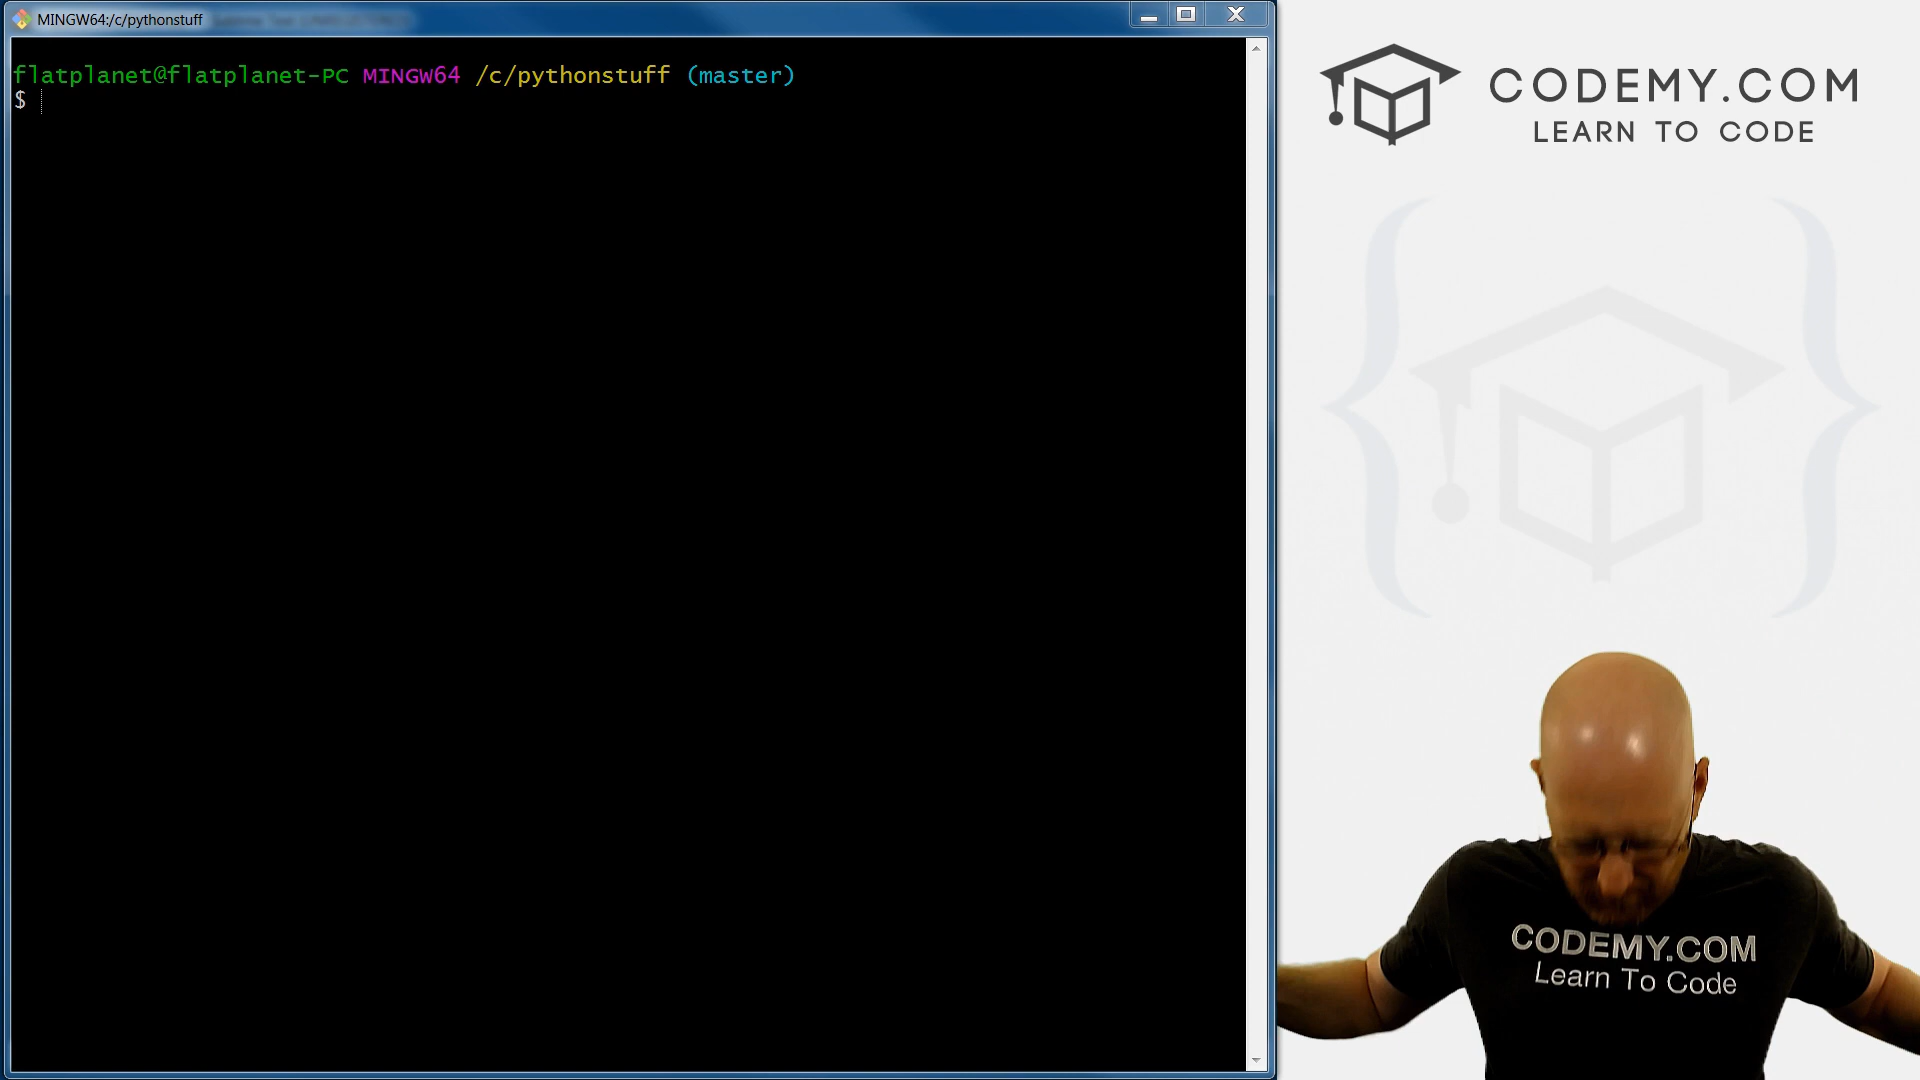 MINGW64:/c/pythonstuff
flatplanet@flatplanet-PC MINGW64 /c/pythonstuff (master)
$
CODEMY.COM
LEARN TO CODE
CODEMY.COM
Learn To Code